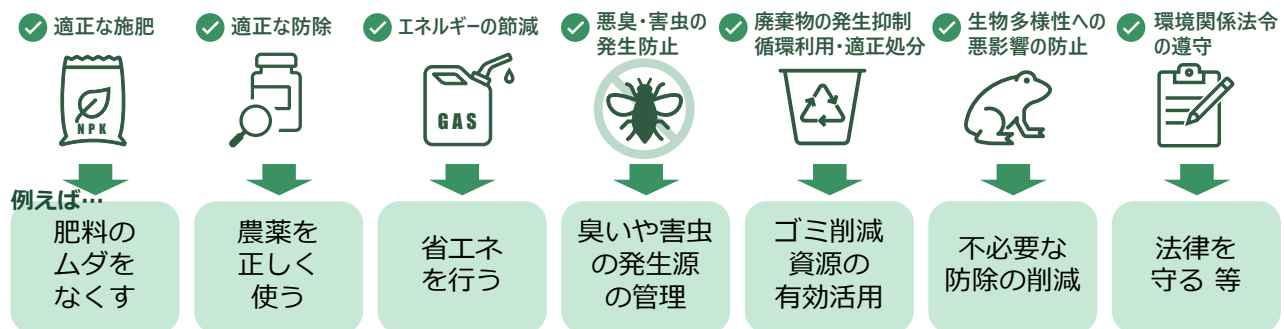 適正な施肥
適正な防除
エネルギーの節減
悪臭・害虫の
発生防止
廃棄物の発生抑制
循環利用・適正処分
生物多様性への
悪影響の防止
環境関係法令
の遵守
NPK
GAS
例えば…
肥料の
ムダを
なくす
農薬を
正しく
使う
省エネ
を行う
臭いや害虫
の発生源
の管理
ゴミ削減
資源の
有効活用
不必要な
防除の削減
法律を
守る 等